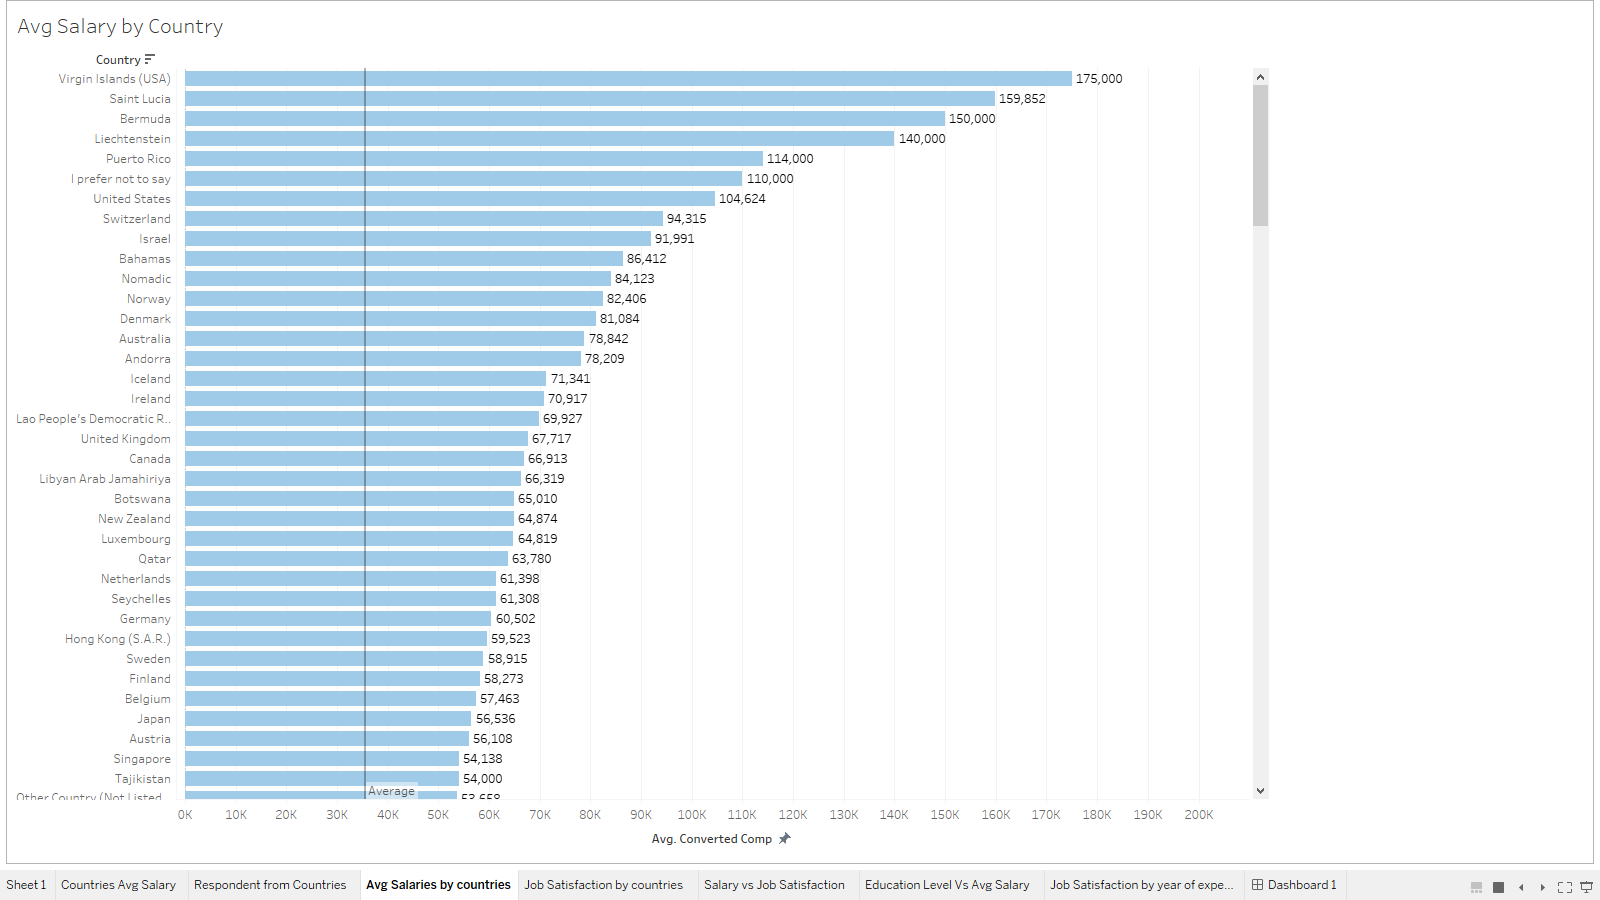 Avg Salary by Country
Country
Virgin Islands (USA) 175,000
Saint Lucia 159,852
Bermuda 150,000
Liechtenstein 140,000
Puerto Rico 114,000
I prefer not to say 110,000
United States 104,624
Switzerland 94,315
Israel 91,991
Bahamas 86,412
Nomadic 84,123
Norway 82,406
Denmark 81,084
Australia 78,842
Andorra 78,209
Iceland 71,341
Ireland 70,917
Lao People's Democratic R.. 69,927
United Kingdom 67,717
Canada 66,913
Libyan Arab Jamahiriya 66,319
Botswana 65,010
New Zealand 64,874
Luxembourg 64,819
Qatar 63,780
Netherlands 61,398
Seychelles 61,308
Germany 60,502
Hong Kong (S.A.R.) 59,523
Sweden 58,915
Finland 58,273
Belgium 57,463
Japan 56,536
Austria 56,108
Singapore 54,138
Tajikistan 54,000
Average
Other Country (Not Listed... 53,658
0K 10K 20K 30K 40K 50K 60K 70K 80K 90K 100K 110K 120K 130K 140K 150K 160K 170K 180K 190K 200K
Avg. Converted Comp
Sheet 1 Countries Avg Salary Respondent from Countries Avg Salaries by countries Job Satisfaction by countries Salary vs Job Satisfaction Education Level Vs Avg Salary Job Satisfaction by year of expe... Dashboard 1